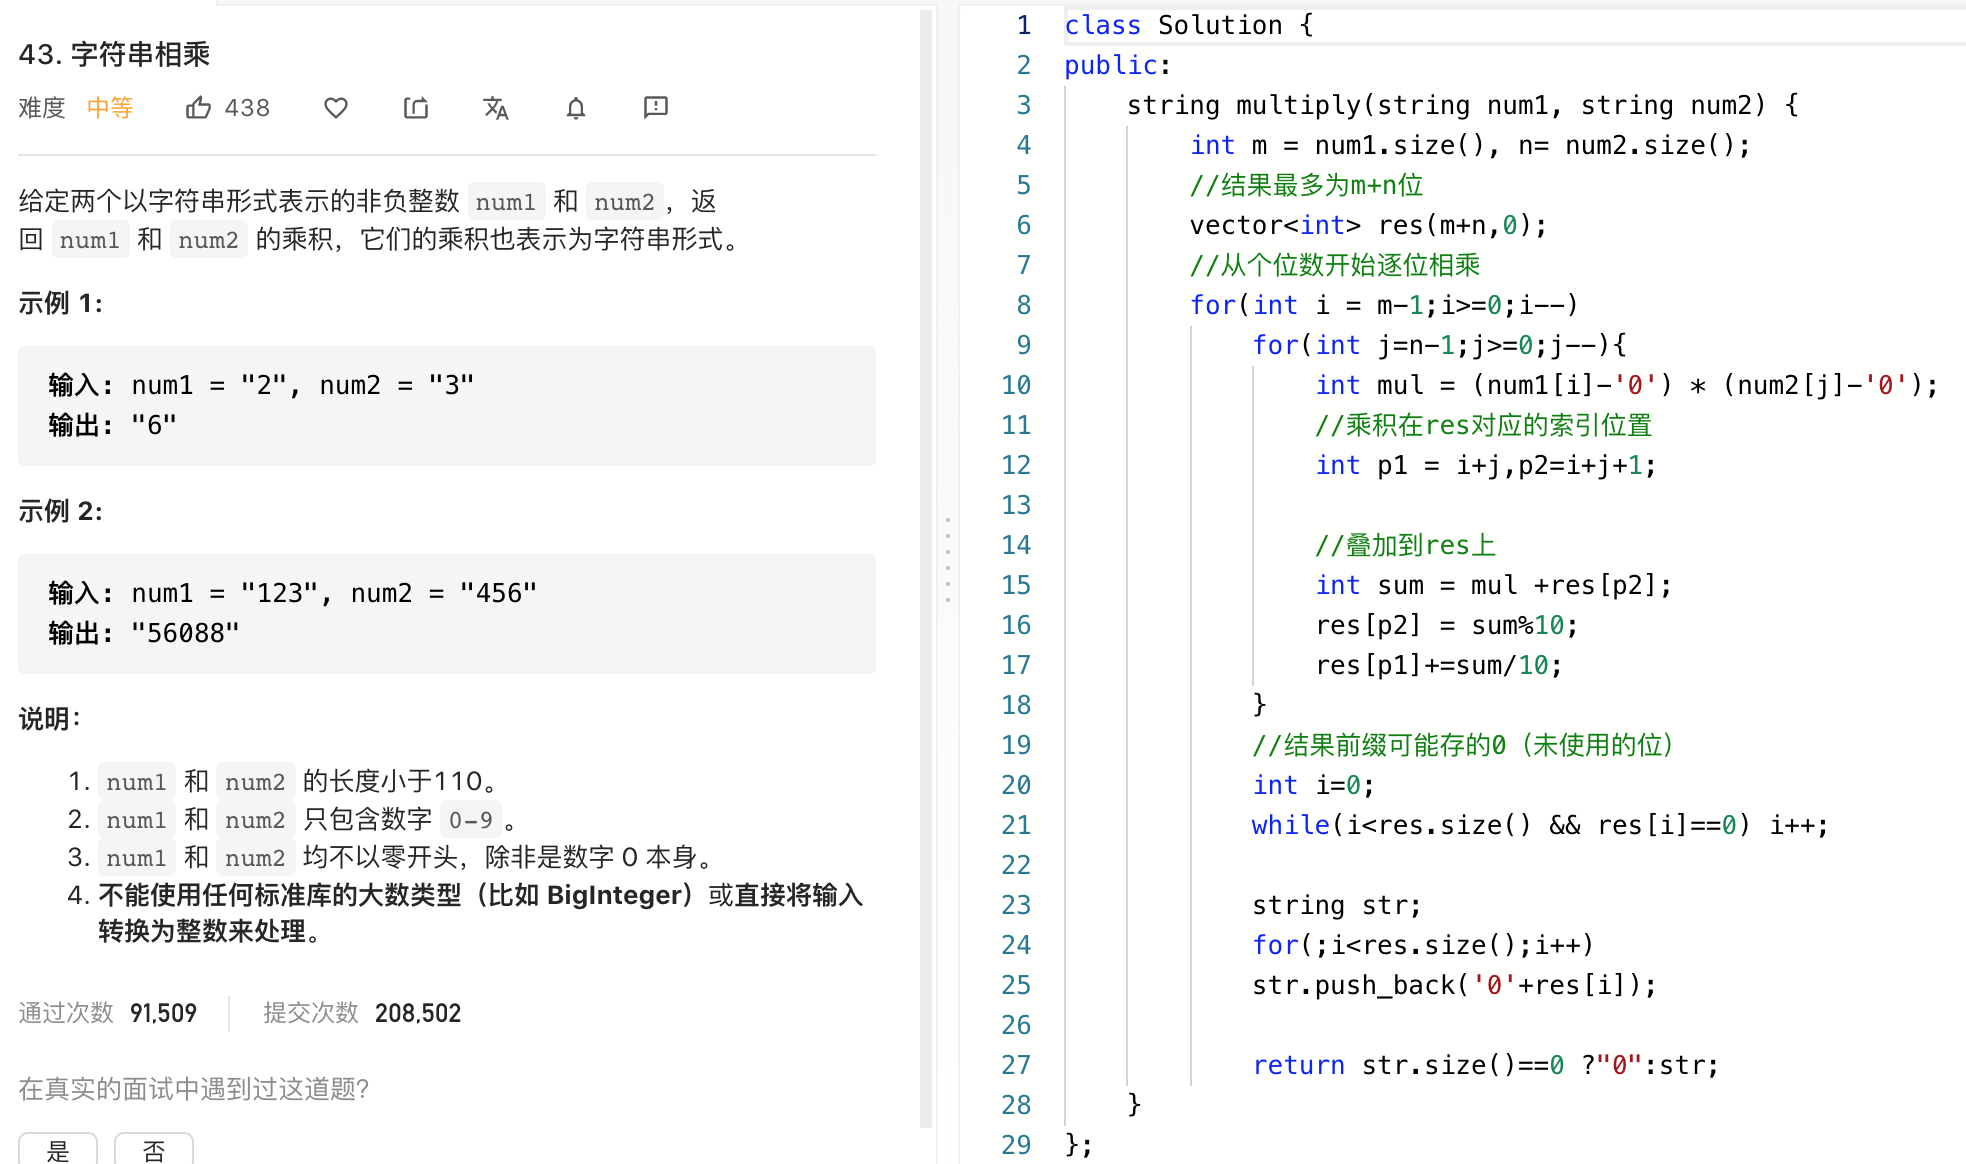 43. 字符串相乘
难度 中等 438
给定两个以字符串形式表示的非负整数 num1 和 num2，返
回 num1 和 num2 的乘积，它们的乘积也表示为字符串形式。
示例 1:
输入: num1 = "2", num2 = "3"
输出: "6"
示例 2:
输入: num1 = "123", num2 = "456"
输出: "56088"
说明：
1. num1 和 num2 的长度小于110。
2. num1 和 num2 只包含数字 0-9。
3. num1 和 num2 均不以零开头，除非是数字 0 本身。
4. 不能使用任何标准库的大数类型（比如 BigInteger）或直接将输入
转换为整数来处理。
通过次数 91,509 提交次数 208,502
在真实的面试中遇到过这道题?
是 否
1 class Solution {
2 public:
3 string multiply(string num1, string num2) {
4 int m = num1.size(), n= num2.size();
5 //结果最多为m+n位
6 vector<int> res(m+n,0);
7 //从个位数开始逐位相乘
8 for(int i = m-1;i>=0;i--)
9 for(int j=n-1;j>=0;j--){
10 int mul = (num1[i]-'0') * (num2[j]-'0');
11 //乘积在res对应的索引位置
12 int p1 = i+j,p2=i+j+1;
13
14 //叠加到res上
15 int sum = mul +res[p2];
16 res[p2] = sum%10;
17 res[p1]+=sum/10;
18 }
19 //结果前缀可能存的0（未使用的位）
20 int i=0;
21 while(i<res.size() && res[i]==0) i++;
22
23 string str;
24 for(;i<res.size();i++)
25 str.push_back('0'+res[i]);
26
27 return str.size()==0 ?"0":str;
28 }
29 };